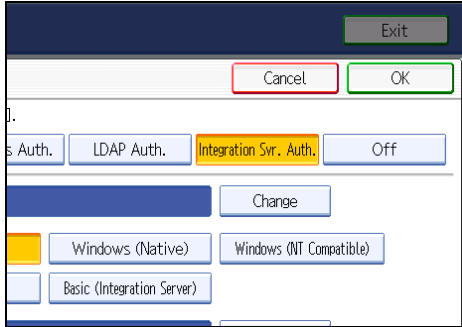 Exit
Cancel OK
].
s Auth. LDAP Auth. Integration Svr. Auth. Off
Change
Windows (Native) Windows (NT Compatible)
Basic (Integration Server)